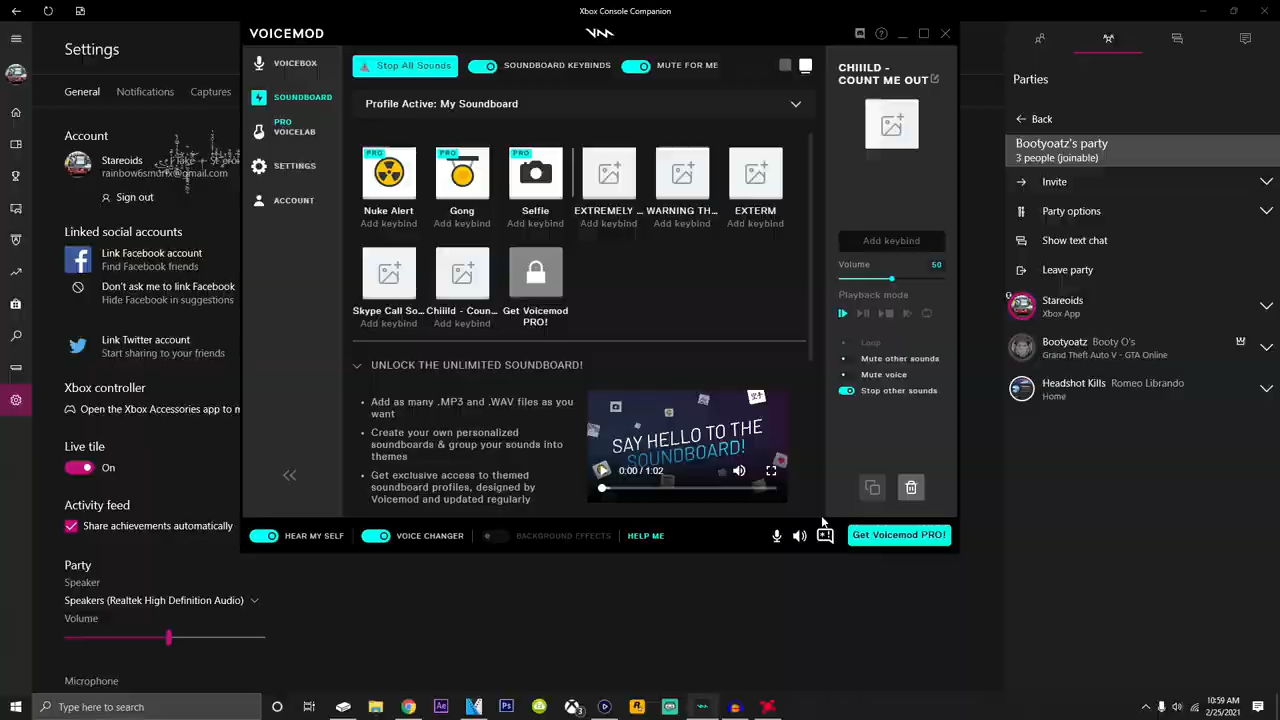 Xbox Console Companion
Settings
General
Notifications
Captures
Account
Stareoids
Sign out
Linked social accounts
Link Facebook account
Find Facebook friends
Don't ask me to link Facebook
Hide Facebook in suggestions
Link Twitter account
Start sharing to your friends
Xbox controller
Open the Xbox Accessories app to m
Live tile
On
Activity feed
Share achievements automatically
Party
Speaker
Speakers (Realtek High Definition Audio)
Volume
Microphone
VOICEMOD
VOICEBOX
SOUNDBOARD
PRO
VOICELAB
SETTINGS
ACCOUNT
Stop All Sounds
SOUNDBOARD KEYBINDS
MUTE FOR ME
Profile Active: My Soundboard
PRO
PRO
PRO
Nuke Alert
Gong
Selfie
EXTREMELY ...
WARNING TH...
EXTERM
Add keybind
Add keybind
Add keybind
Add keybind
Add keybind
Add keybind
Skype Call So...
Chiiild - Coun...
Get Voicemod
PRO!
Add keybind
Add keybind
UNLOCK THE UNLIMITED SOUNDBOARD!
• Add as many .MP3 and .WAV files as you
want
• Create your own personalized
soundboards & group your sounds into
themes
• Get exclusive access to themed
soundboard profiles, designed by
Voicemod and updated regularly
SAY HELLO TO THE
SOUNDBOARD!
0:00 / 1:02
CHIIILD -
COUNT ME OUT
Add keybind
Volume
50
Playback mode
Loop
Mute other sounds
Mute voice
Stop other sounds
HEAR MY SELF
VOICE CHANGER
BACKGROUND EFFECTS
HELP ME
Get Voicemod PRO!
Parties
Back
Bootyoatz's party
3 people (joinable)
Invite
Party options
Show text chat
Leave party
Stareoids
Xbox App
Bootyoatz Booty O's
Grand Theft Auto V - GTA Online
Headshot Kills Romeo Librando
Home
Type here to search
Ae
Ps
10:59 AM
2/25/2021